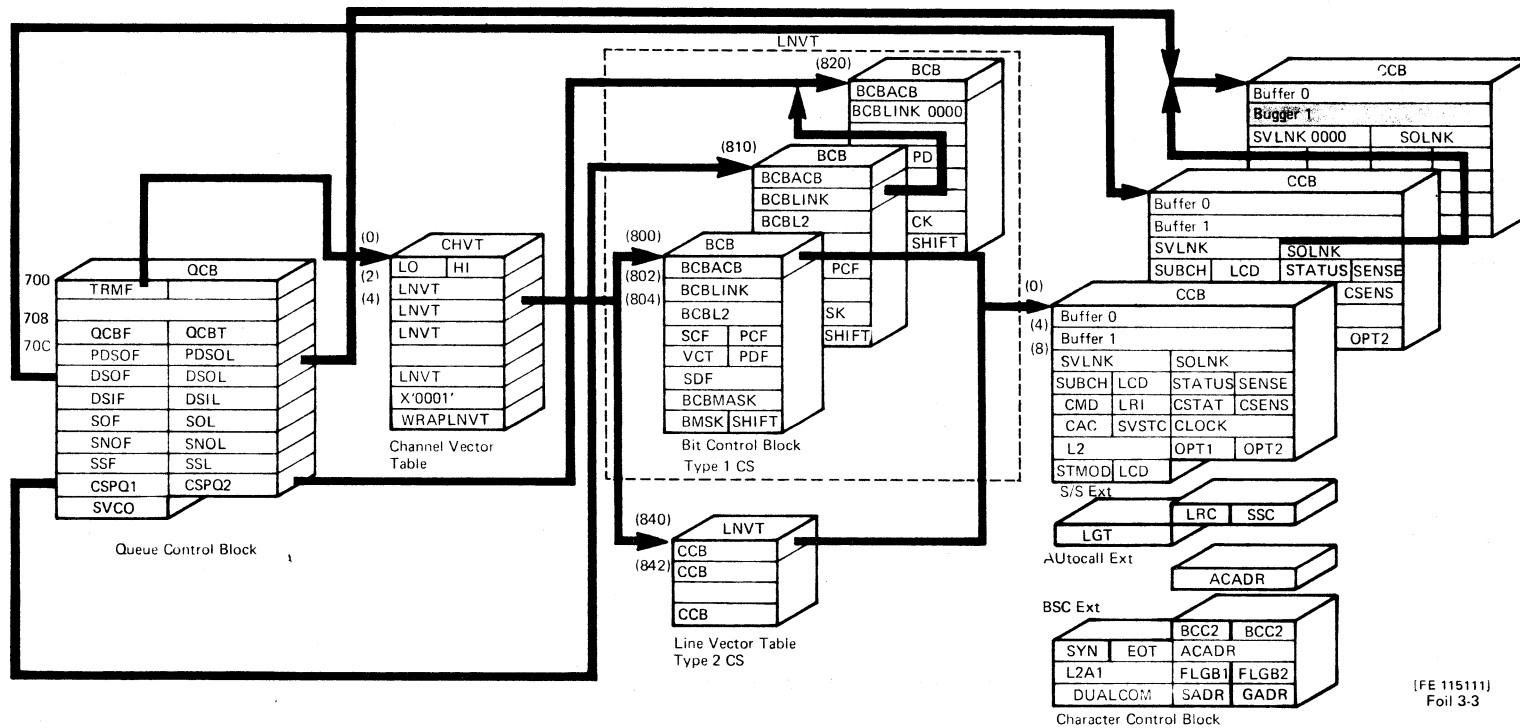 LNVT
(820)
BCB
BCBACB
BCBLINK 0000
PD
CK
SHIFT
(810)
BCB
BCBACB
BCBLINK
BCBL2
PCF
SK
SHIFT
(800)
(802)
(804)
BCB
BCBACB
BCBLINK
BCBL2
SCF PCF
VCT PDF
SDF
BCBMASK
BMSK SHIFT
Bit Control Block
Type 1 CS
CCB
Buffer 0
Bugger 1
SVLNK 0000 SOLNK
CCB
Buffer 0
Buffer 1
SVLNK SOLNK
SUBCH LCD STATUS SENSE
CSENS
OPT2
(0)
(4)
(8)
CCB
Buffer 0
Buffer 1
SVLNK SOLNK
SUBCH LCD STATUS SENSE
CMD LRI CSTAT CSENS
CAC SVSTC CLOCK
L2 OPT1 OPT2
STMOD LCD
S/S Ext
LRC SSC
LGT
AUtocall Ext
ACADR
BSC Ext
BCC2 BCC2
SYN EOT ACADR
L2A1 FLGB1 FLGB2
DUALCOM SADR GADR
Character Control Block
(0)
(2)
(4)
CHVT
LO HI
LNVT
LNVT
LNVT
LNVT
X'0001'
WRAPLNVT
Channel Vector
Table
700
708
70C
QCB
TRMF
QCBF QCBT
PDSOF PDSOL
DSOF DSOL
DSIF DSIL
SOF SOL
SNOF SNOL
SSF SSL
CSPQ1 CSPQ2
SVCO
Queue Control Block
(840)
(842)
LNVT
CCB
CCB
CCB
Line Vector Table
Type 2 CS
[FE 115111]
Foil 3-3